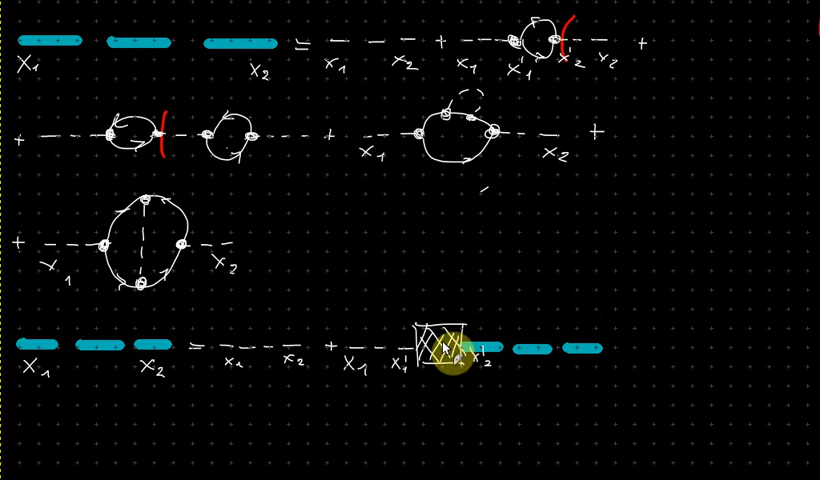 = +  +
X₁ X₂ x₁ x₂ x₁ x₁' x₂' x₂
+ + +
x₁ x₂
+
x₁ x₂
= +
X₁ X₂ x₁ x₂ X₁ x₁' x₂'